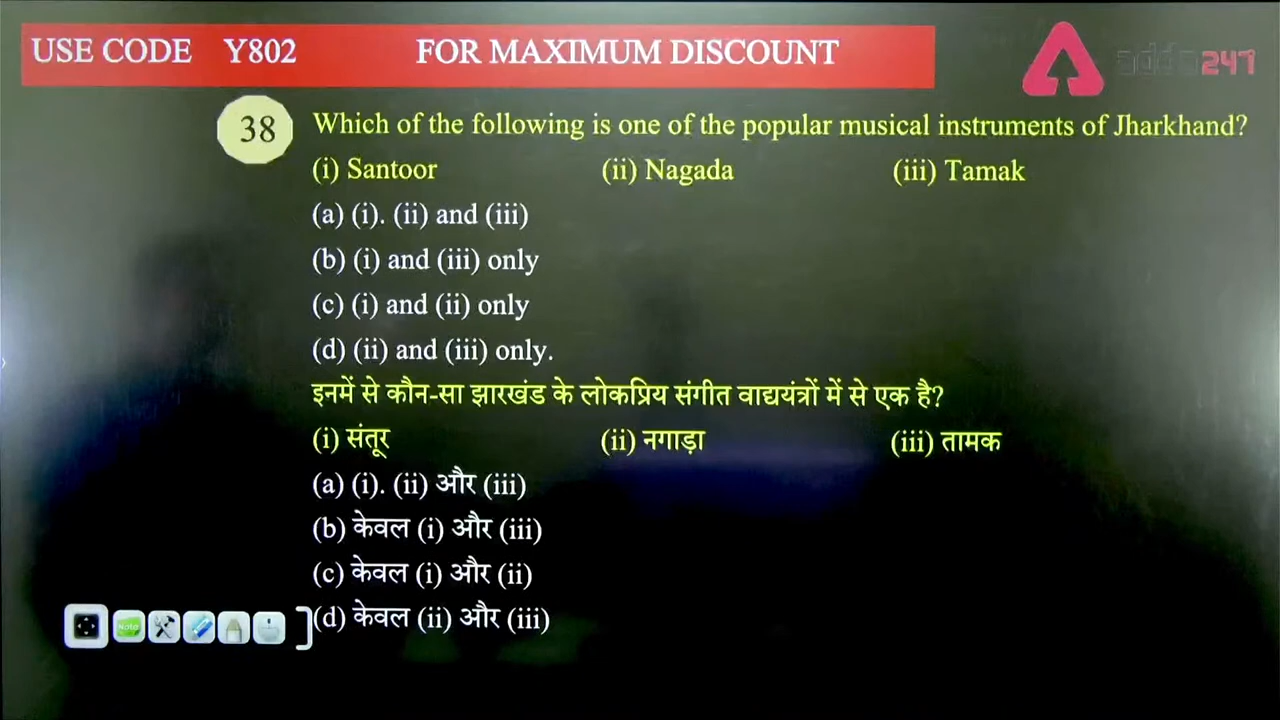 USE CODE Y802 FOR MAXIMUM DISCOUNT
adda247
38 Which of the following is one of the popular musical instruments of Jharkhand?
(i) Santoor (ii) Nagada (iii) Tamak
(a) (i). (ii) and (iii)
(b) (i) and (iii) only
(c) (i) and (ii) only
(d) (ii) and (iii) only.
इनमें से कौन-सा झारखंड के लोकप्रिय संगीत वाद्ययंत्रों में से एक है?
(i) संतूर (ii) नगाड़ा (iii) तामक
(a) (i). (ii) और (iii)
(b) केवल (i) और (iii)
(c) केवल (i) और (ii)
(d) केवल (ii) और (iii)
Note